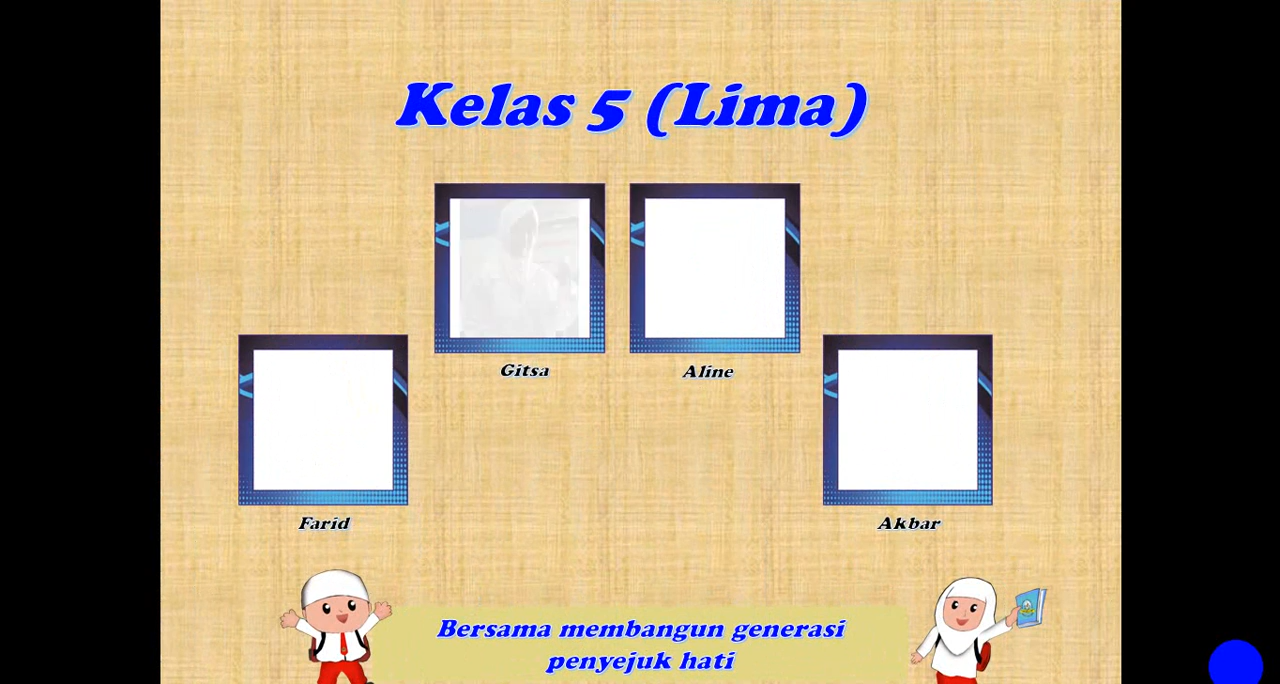 Kelas 5 (Lima)
Gitsa
Aline
Farid
Akbar
Bersama membangun generasi
penyejuk hati